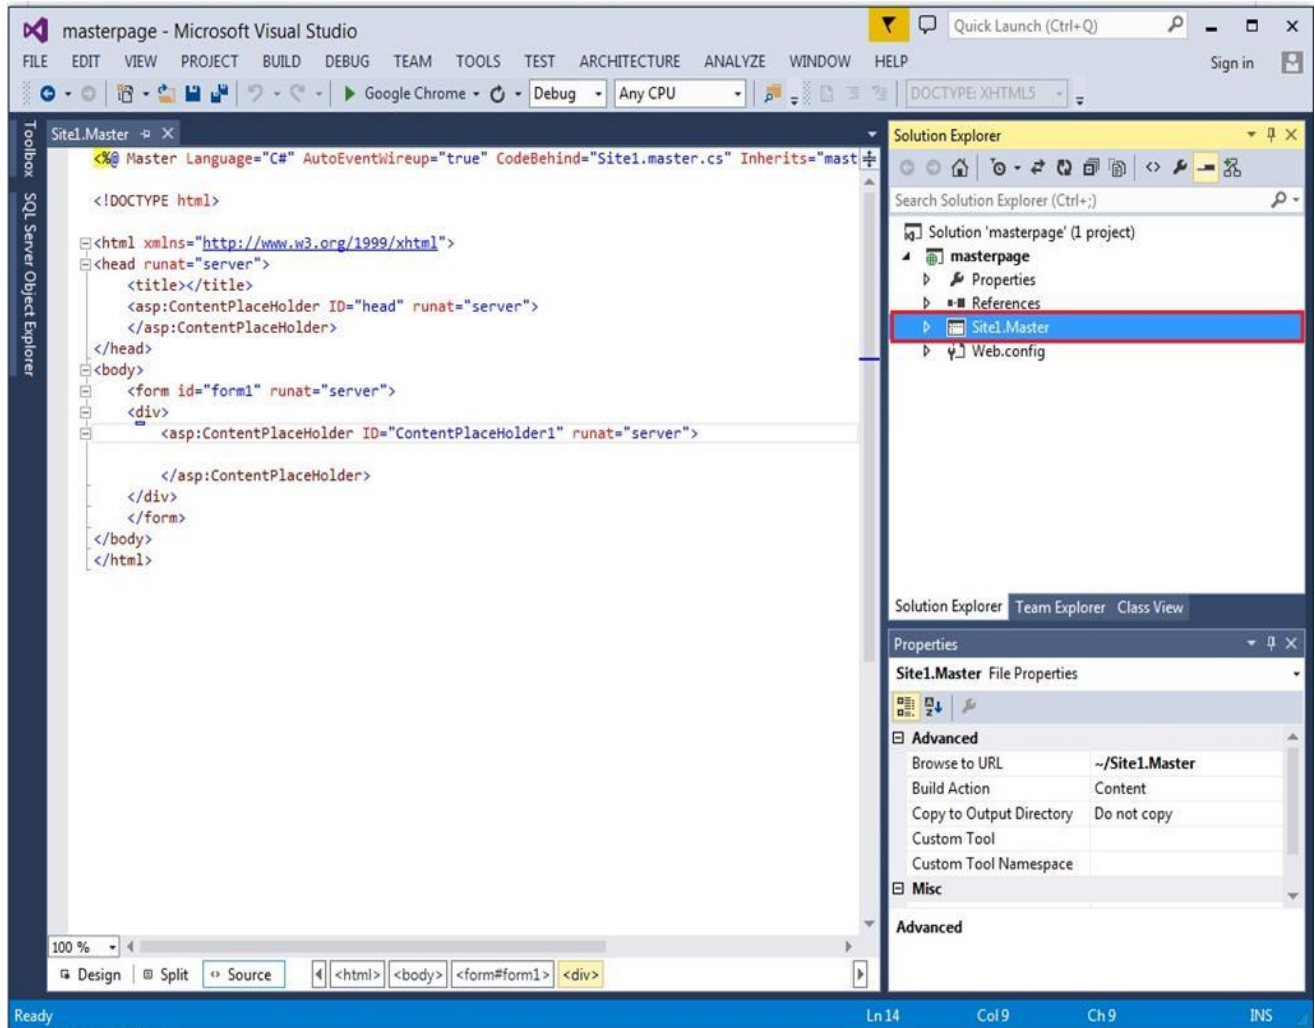 masterpage - Microsoft Visual Studio
Quick Launch (Ctrl+Q)
FILE EDIT VIEW PROJECT BUILD DEBUG TEAM TOOLS TEST ARCHITECTURE ANALYZE WINDOW HELP
Sign in
Google Chrome Debug Any CPU DOCTYPE: XHTML5
Toolbox
SQL Server Object Explorer
Site1.Master
<%@ Master Language="C#" AutoEventWireup="true" CodeBehind="Site1.master.cs" Inherits="mast
<!DOCTYPE html>
<html xmlns="http://www.w3.org/1999/xhtml">
<head runat="server">
<title></title>
<asp:ContentPlaceHolder ID="head" runat="server">
</asp:ContentPlaceHolder>
</head>
<body>
<form id="form1" runat="server">
<div>
<asp:ContentPlaceHolder ID="ContentPlaceHolder1" runat="server">
</asp:ContentPlaceHolder>
</div>
</form>
</body>
</html>
100 %
Design Split Source <html> <body> <form#form1> <div>
Solution Explorer
Search Solution Explorer (Ctrl+;)
Solution 'masterpage' (1 project)
masterpage
Properties
References
Site1.Master
Web.config
Solution Explorer Team Explorer Class View
Properties
Site1.Master File Properties
Advanced
Browse to URL ~/Site1.Master
Build Action Content
Copy to Output Directory Do not copy
Custom Tool
Custom Tool Namespace
Misc
Advanced
Ready Ln 14 Col 9 Ch 9 INS